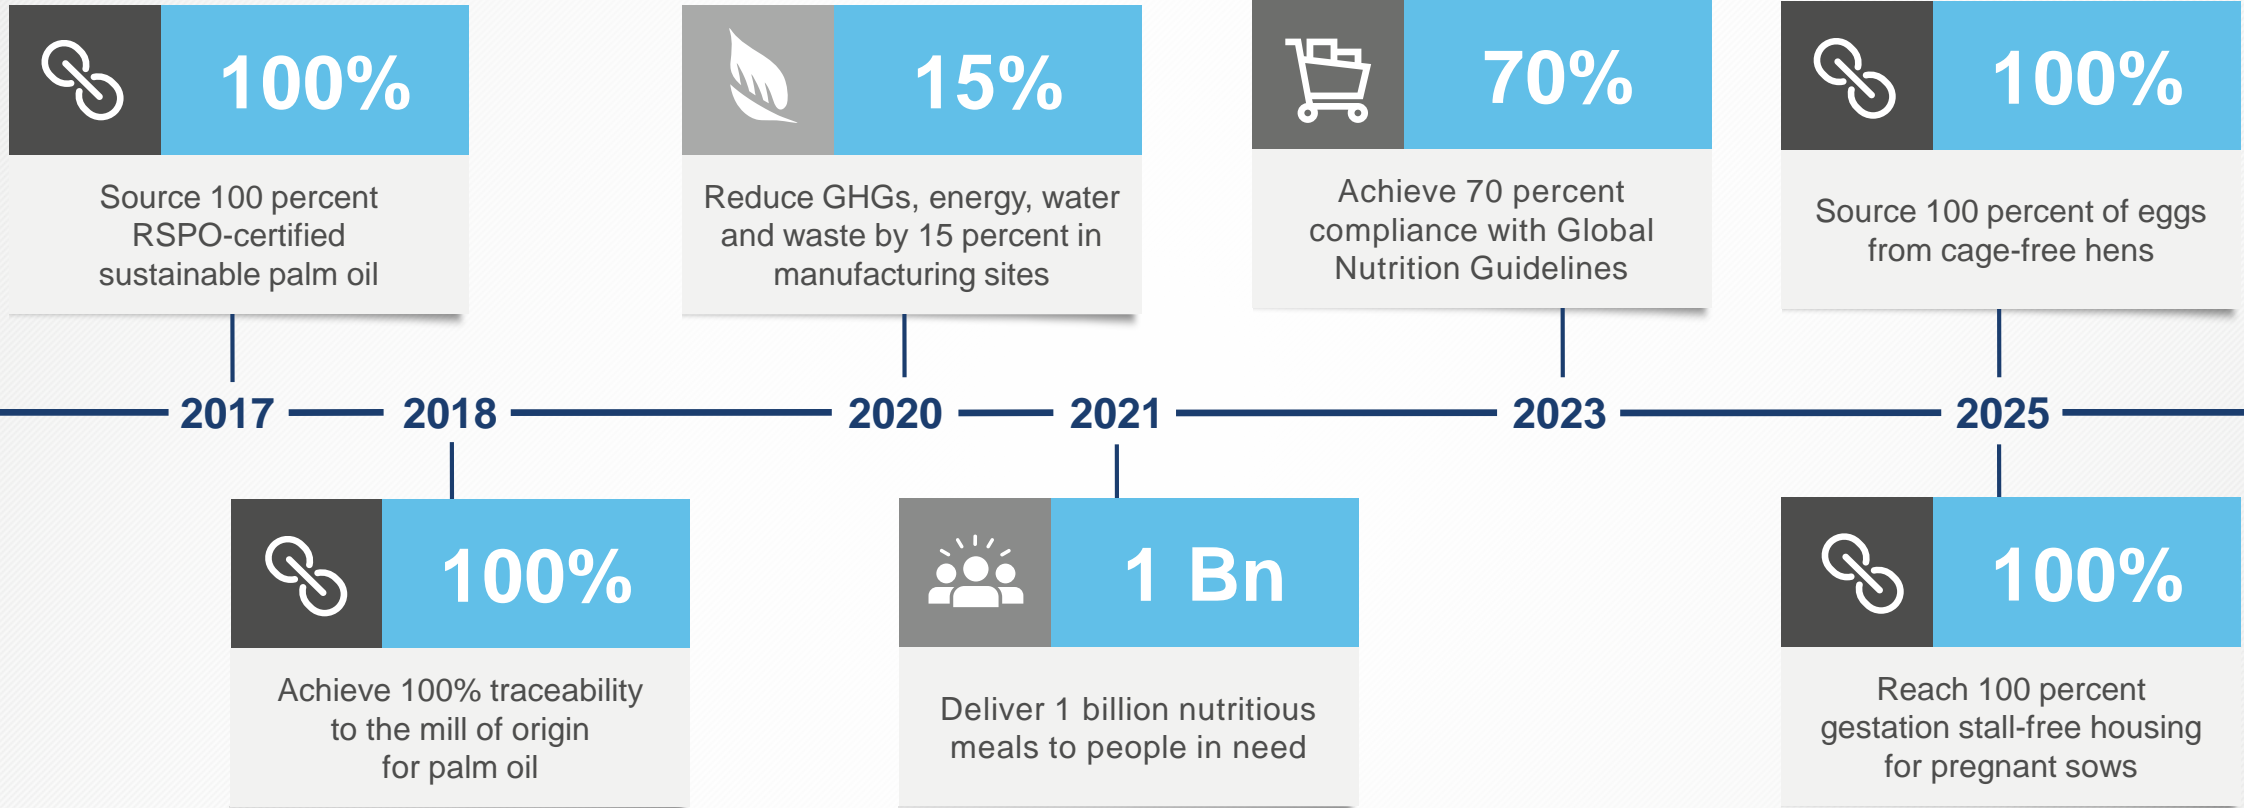 100%
Source 100 percent
RSPO-certified
sustainable palm oil
15%
Reduce GHGs, energy, water
and waste by 15 percent in
manufacturing sites
70%
Achieve 70 percent
compliance with Global
Nutrition Guidelines
100%
Source 100 percent of eggs
from cage-free hens
2017
2018
2020
2021
2023
2025
100%
Achieve 100% traceability
to the mill of origin
for palm oil
1 Bn
Deliver 1 billion nutritious
meals to people in need
100%
Reach 100 percent
gestation stall-free housing
for pregnant sows